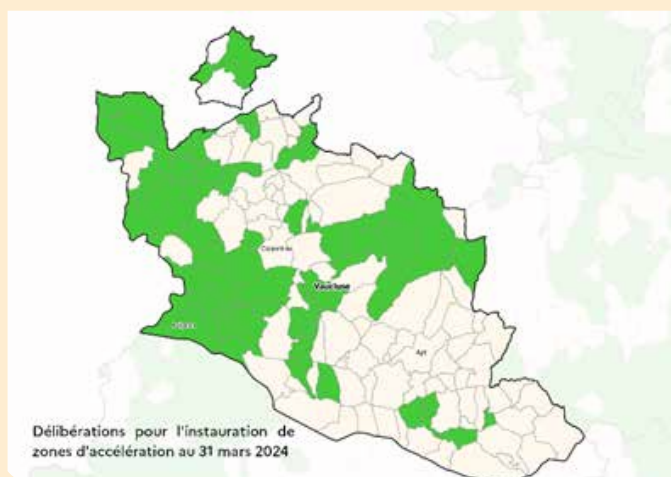 Carpentras
Vaucluse
Avignon
Apt
Délibérations pour l'instauration de
zones d'accélération au 31 mars 2024